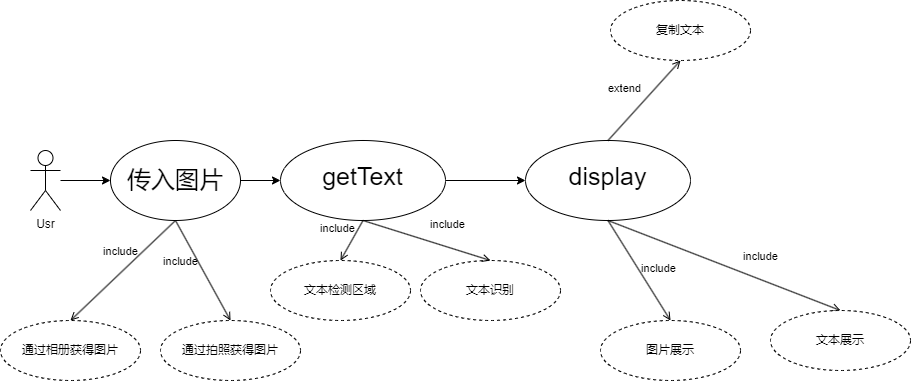 复制文本
extend
传入图片
getText
display
Usr
include
include
include
include
include
include
文本检测区域
文本识别
通过相册获得图片
通过拍照获得图片
图片展示
文本展示